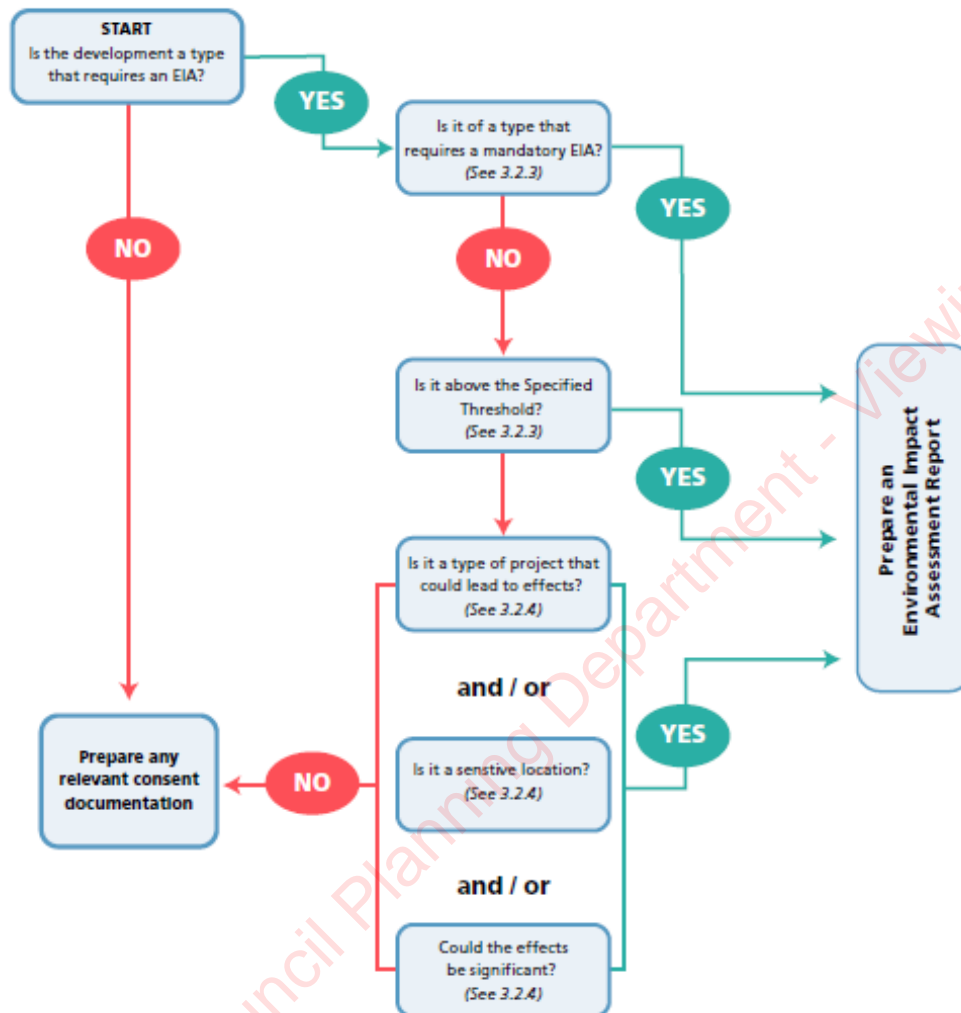 START
Is the development a type
that requires an EIA?
YES
Is it of a type that
requires a mandatory EIA?
(See 3.2.3)
YES
NO
NO
Is it above the Specified
Threshold?
(See 3.2.3)
YES
Prepare an
Environmental Impact
Assessment Report
Is it a type of project that
could lead to effects?
(See 3.2.4)
and / or
YES
Prepare any
relevant consent
documentation
NO
Is it a senstive location?
(See 3.2.4)
and / or
Could the effects
be significant?
(See 3.2.4)
uncil Planning Department - Viewin